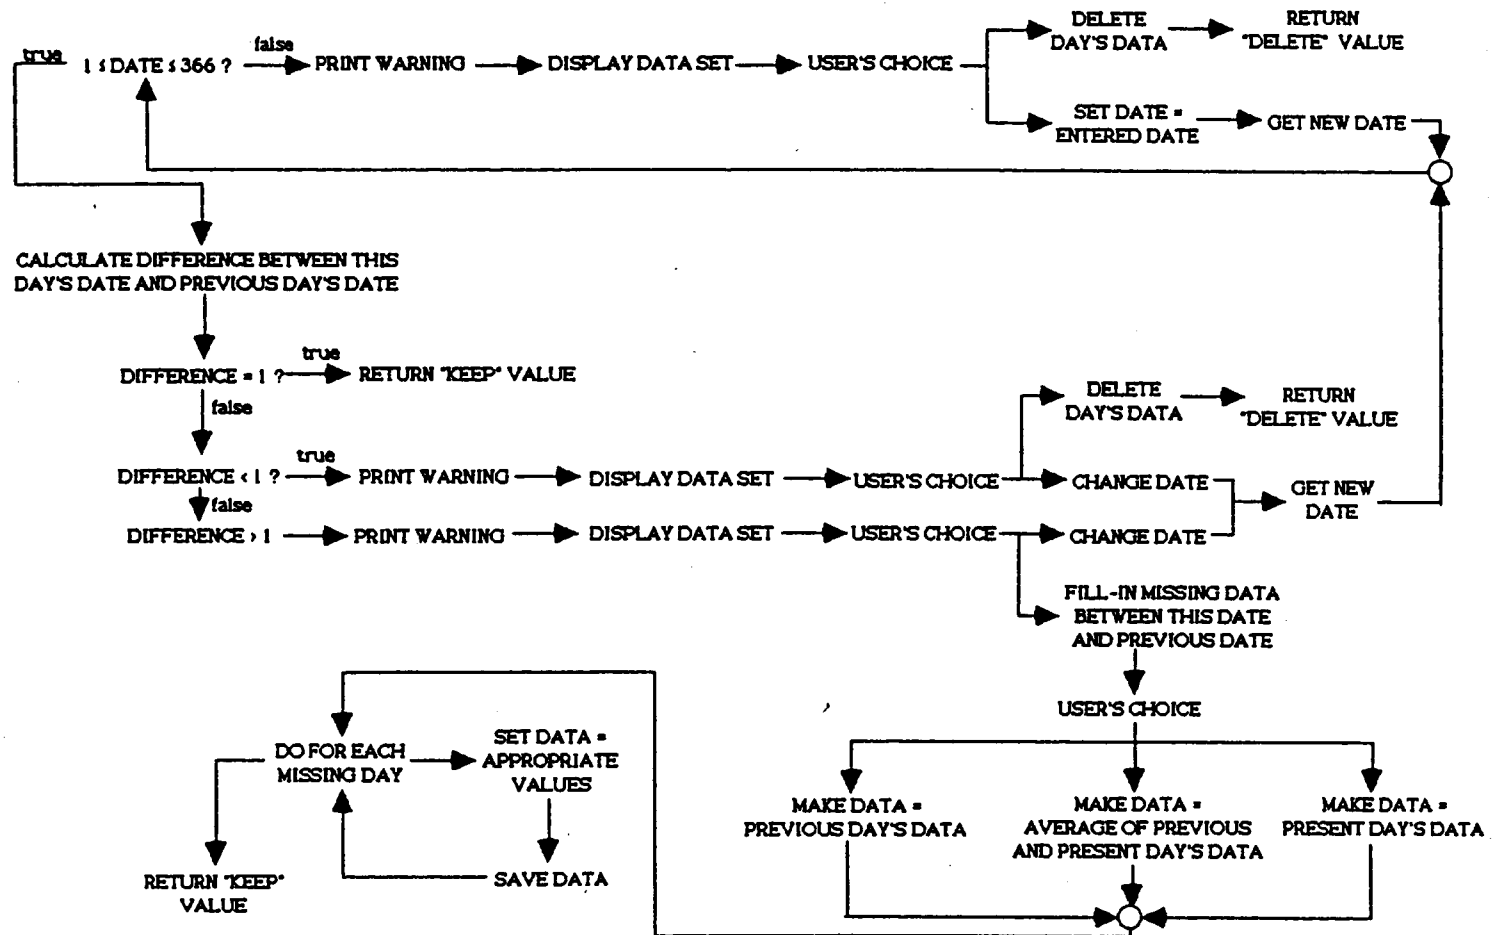 true
1 ≤ DATE ≤ 366 ?
false
PRINT WARNING
DISPLAY DATA SET
USER'S CHOICE
DELETE
DAY'S DATA
RETURN
"DELETE" VALUE
SET DATE =
ENTERED DATE
GET NEW DATE
CALCULATE DIFFERENCE BETWEEN THIS
DAY'S DATE AND PREVIOUS DAY'S DATE
DIFFERENCE = 1 ?
true
RETURN "KEEP" VALUE
false
DIFFERENCE < 1 ?
true
PRINT WARNING
DISPLAY DATA SET
USER'S CHOICE
DELETE
DAY'S DATA
RETURN
"DELETE" VALUE
CHANGE DATE
GET NEW
DATE
false
DIFFERENCE > 1
PRINT WARNING
DISPLAY DATA SET
USER'S CHOICE
CHANGE DATE
FILL-IN MISSING DATA
BETWEEN THIS DATE
AND PREVIOUS DATE
USER'S CHOICE
MAKE DATA =
PREVIOUS DAY'S DATA
MAKE DATA =
AVERAGE OF PREVIOUS
AND PRESENT DAY'S DATA
MAKE DATA =
PRESENT DAY'S DATA
DO FOR EACH
MISSING DAY
SET DATA =
APPROPRIATE
VALUES
SAVE DATA
RETURN "KEEP"
VALUE